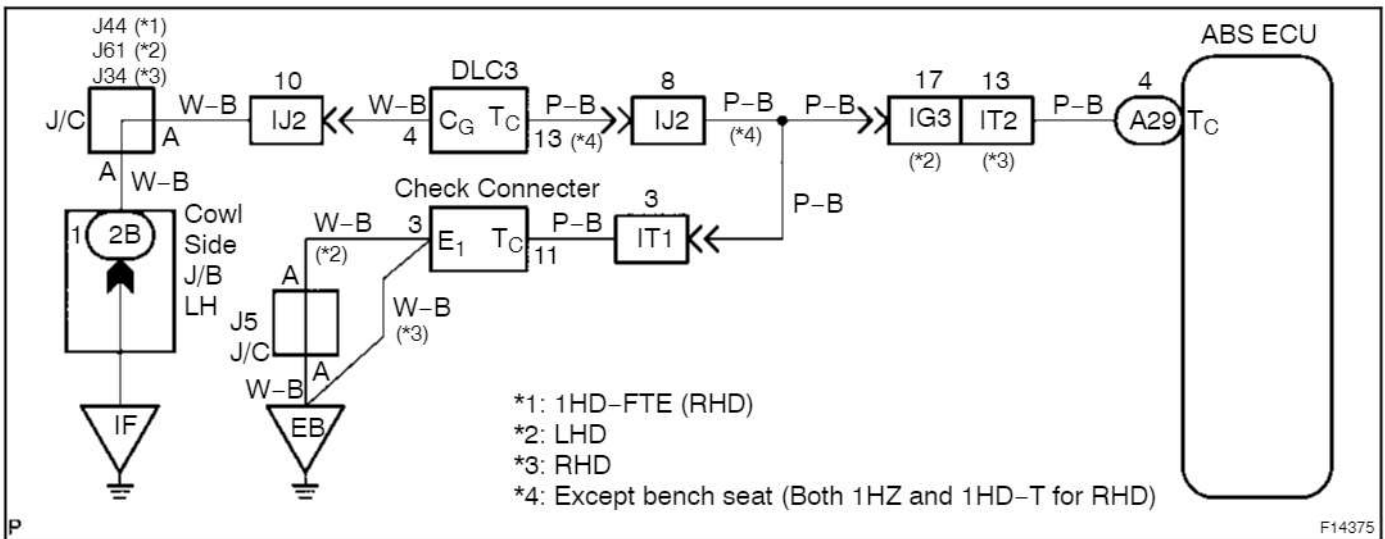 J44 (*1)
J61 (*2)
J34 (*3)
J/C
A
A
W–B
W–B
10
IJ2
W–B
DLC3
4
CG TC
P–B
13 (*4)
8
IJ2
P–B
(*4)
P–B
17
IG3
(*2)
13
IT2
(*3)
P–B
4
A29
TC
ABS ECU
1
2B
Cowl
Side
J/B
LH
IF
Check Connecter
W–B
(*2)
3
E1 TC
11
P–B
3
IT1
P–B
A
J5
J/C
A
W–B
W–B
(*3)
EB
*1: 1HD–FTE (RHD)
*2: LHD
*3: RHD
*4: Except bench seat (Both 1HZ and 1HD–T for RHD)
P
F14375